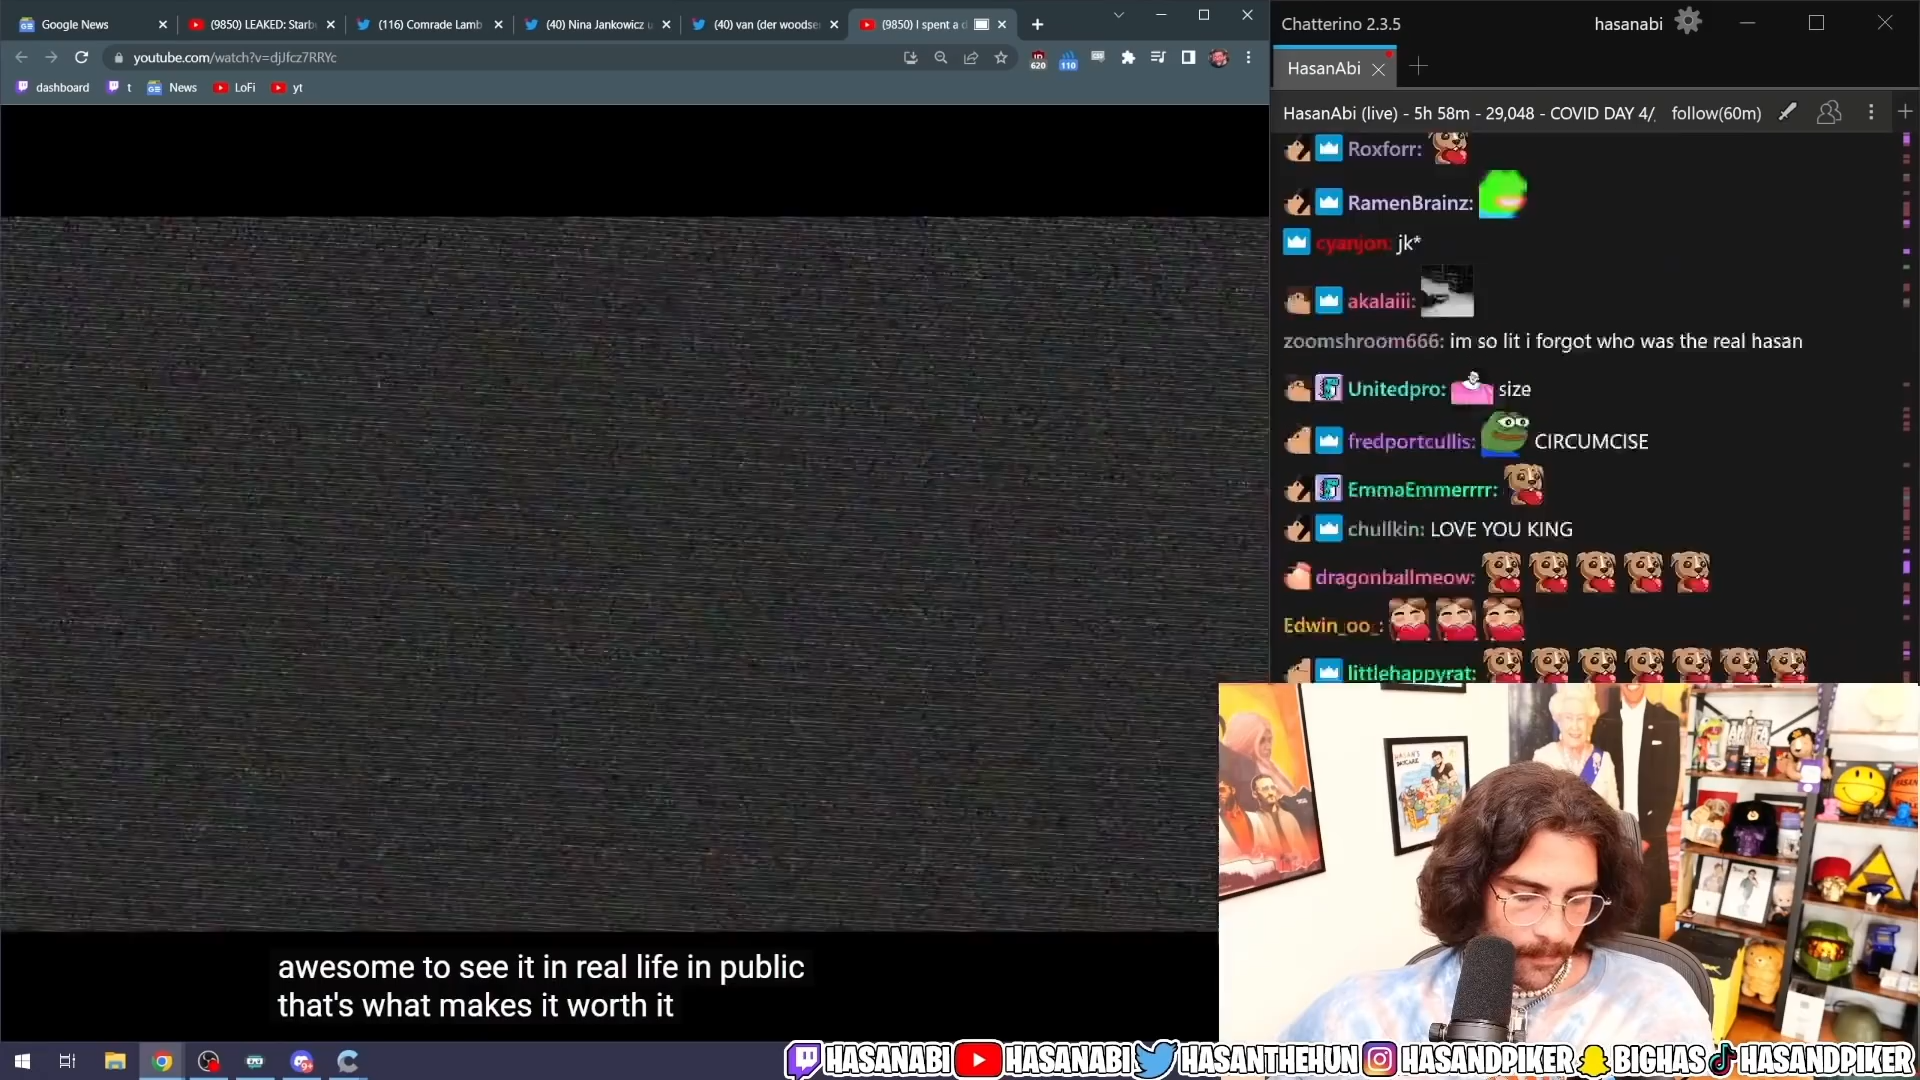 Google News
(9850) LEAKED: Starb
(116) Comrade Lamb
(40) Nina Jankowicz u
(40) van (der woodse
(9850) I spent a d
youtube.com/watch?v=djJfcz7RRYc
620
110
dashboard
t
News
LoFi
yt
awesome to see it in real life in public
that's what makes it worth it
Chatterino 2.3.5
hasanabi
HasanAbi
HasanAbi (live) - 5h 58m - 29,048 - COVID DAY 4/
follow(60m)
Roxforr:
RamenBrainz:
cyanjon: jk*
akalaiii:
zoomshroom666: im so lit i forgot who was the real hasan
Unitedpro: size
fredportcullis: CIRCUMCISE
EmmaEmmerrrr:
chullkin: LOVE YOU KING
dragonballmeow:
Edwin_oo_:
littlehappyrat:
HASANABI HASANABI HASANTHEHUN HASANDPIKER BIGHAS HASANDPIKER